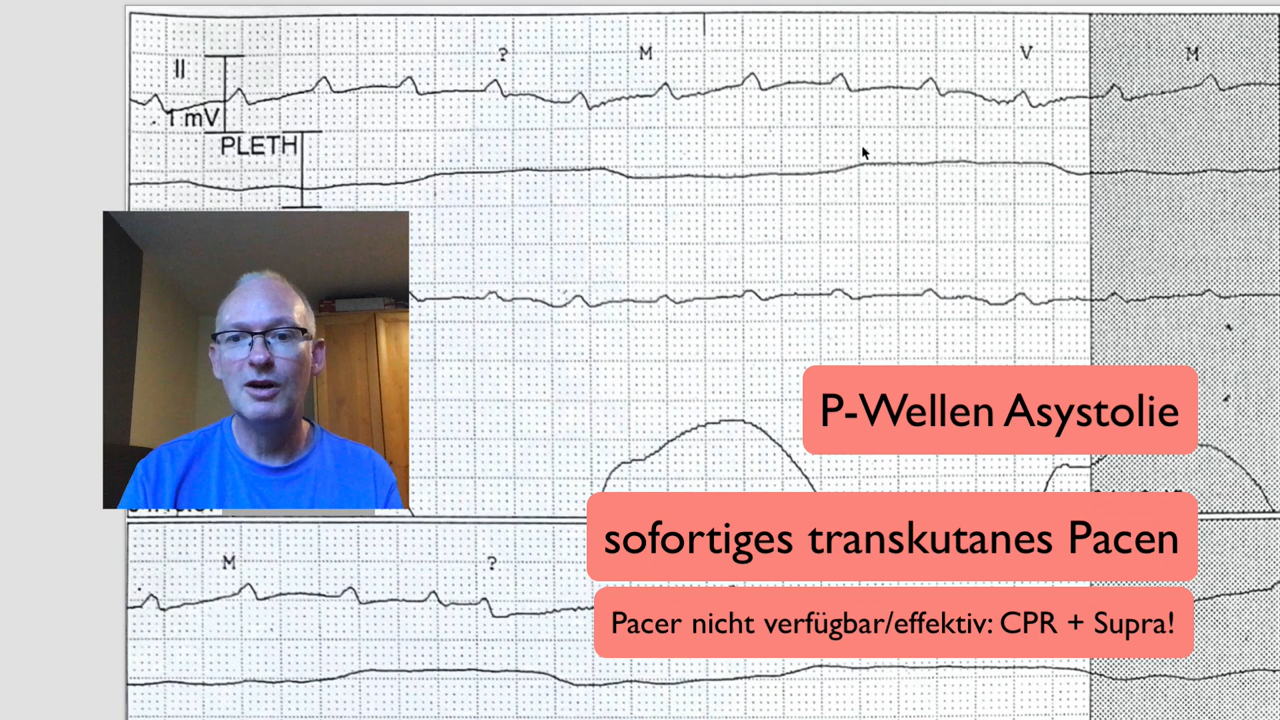 ? M V M
II
1 mV
PLETH
P-Wellen Asystolie
sofortiges transkutanes Pacen
M ?
Pacer nicht verfügbar/effektiv: CPR + Supra!